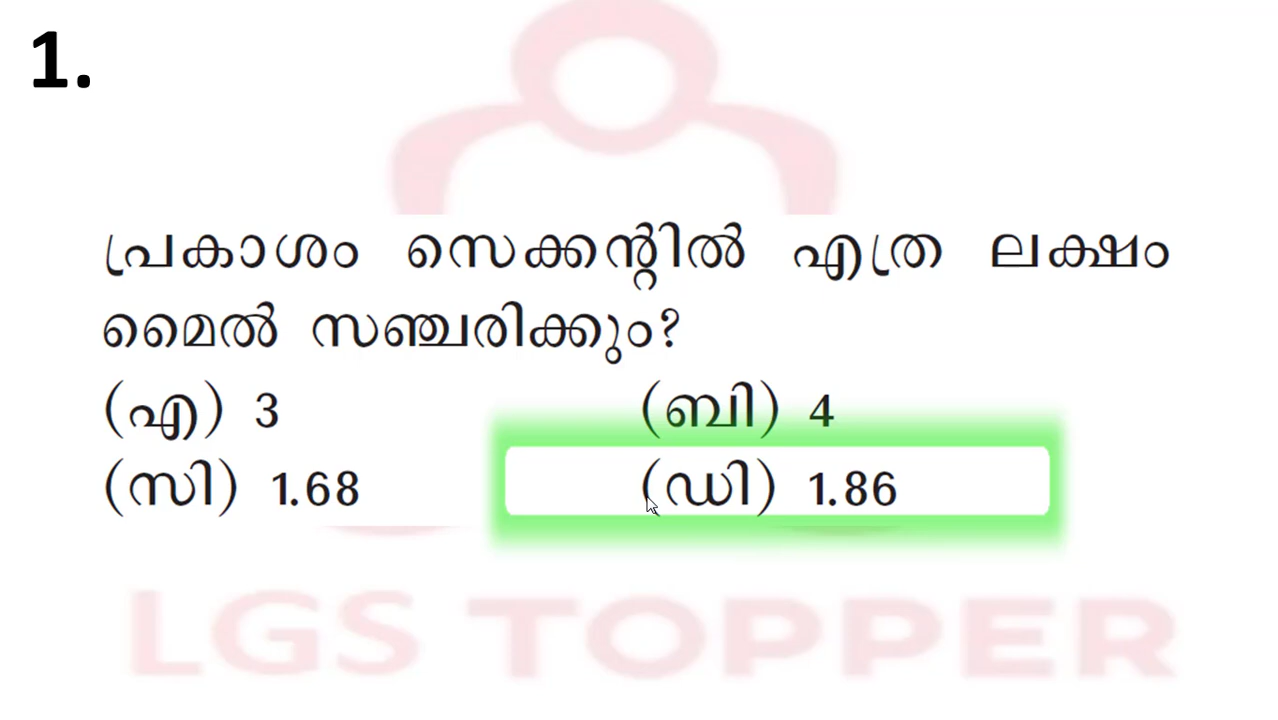 1.
പ്രകാശം സെക്കന്റിൽ എത്ര ലക്ഷം
മൈൽ സഞ്ചരിക്കും?
(എ) 3 (ബി) 4
(സി) 1.68 (ഡി) 1.86
LGS TOPPER